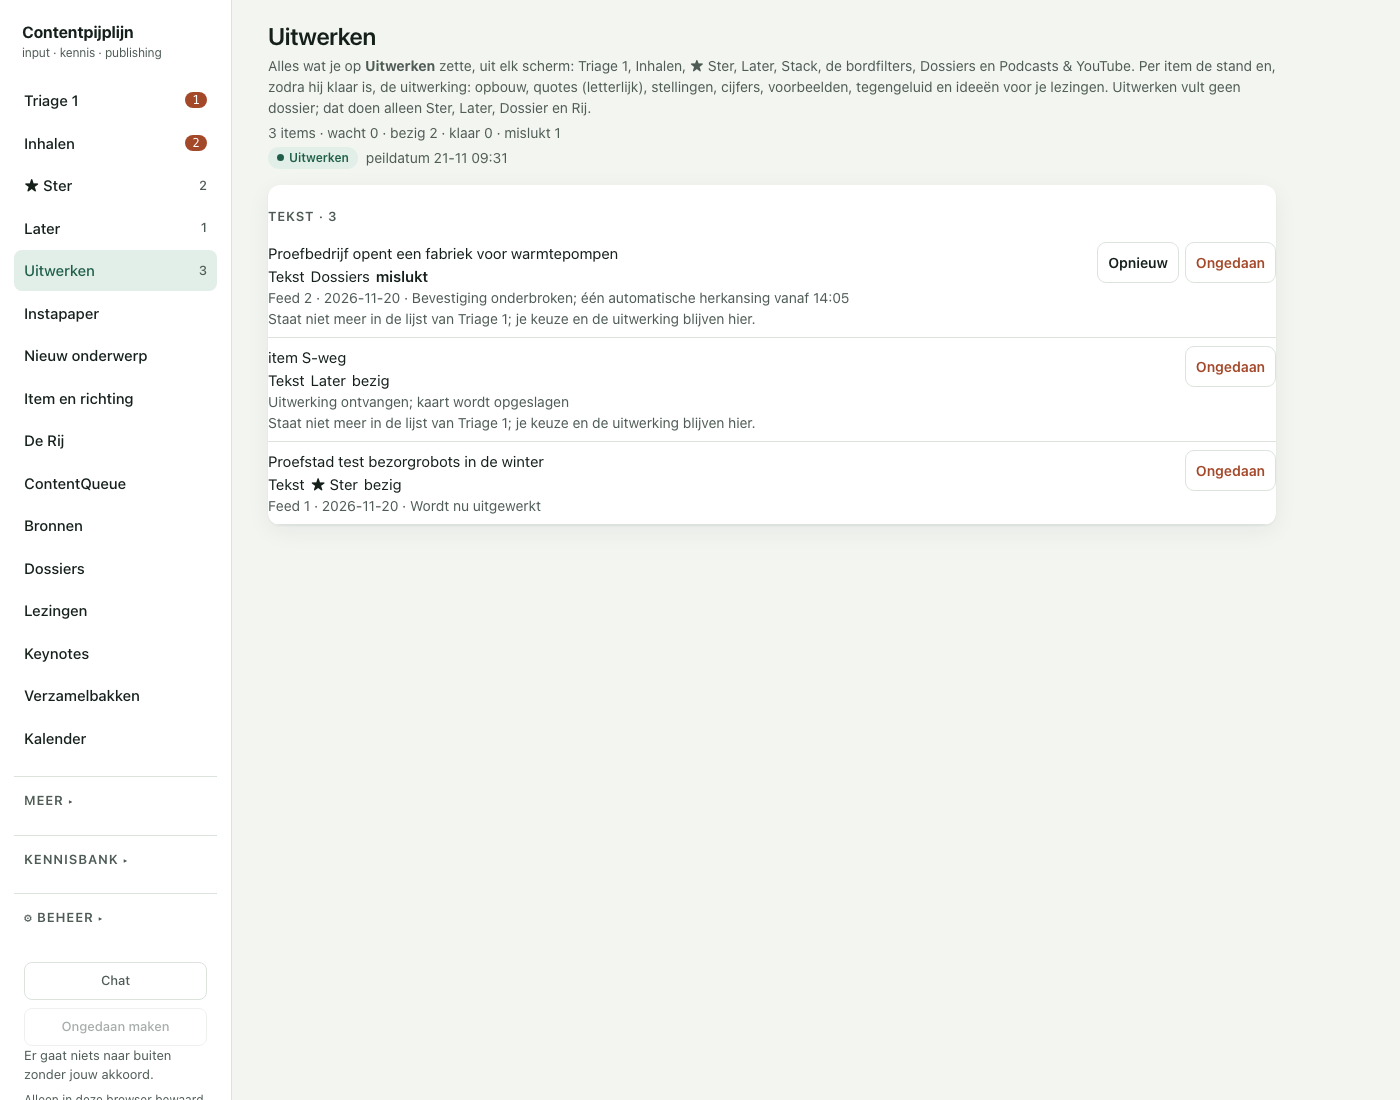 Contentpijplijn
input · kennis · publishing
Triage 1 1
Inhalen 2
★ Ster 2
Later 1
Uitwerken 3
Instapaper
Nieuw onderwerp
Item en richting
De Rij
ContentQueue
Bronnen
Dossiers
Lezingen
Keynotes
Verzamelbakken
Kalender
MEER ▸
KENNISBANK ▸
⚙ BEHEER ▸
Chat
Ongedaan maken
Er gaat niets naar buiten
zonder jouw akkoord.
Alleen in deze browser bewaard
Uitwerken
Alles wat je op Uitwerken zette, uit elk scherm: Triage 1, Inhalen, ★ Ster, Later, Stack, de bordfilters, Dossiers en Podcasts & YouTube. Per item de stand en,
zodra hij klaar is, de uitwerking: opbouw, quotes (letterlijk), stellingen, cijfers, voorbeelden, tegengeluid en ideeën voor je lezingen. Uitwerken vult geen
dossier; dat doen alleen Ster, Later, Dossier en Rij.
3 items · wacht 0 · bezig 2 · klaar 0 · mislukt 1
● Uitwerken peildatum 21-11 09:31
TEKST · 3
Proefbedrijf opent een fabriek voor warmtepompen
Tekst Dossiers mislukt
Feed 2 · 2026-11-20 · Bevestiging onderbroken; één automatische herkansing vanaf 14:05
Staat niet meer in de lijst van Triage 1; je keuze en de uitwerking blijven hier.
Opnieuw Ongedaan
item S-weg
Tekst Later bezig
Uitwerking ontvangen; kaart wordt opgeslagen
Staat niet meer in de lijst van Triage 1; je keuze en de uitwerking blijven hier.
Ongedaan
Proefstad test bezorgrobots in de winter
Tekst ★ Ster bezig
Feed 1 · 2026-11-20 · Wordt nu uitgewerkt
Ongedaan